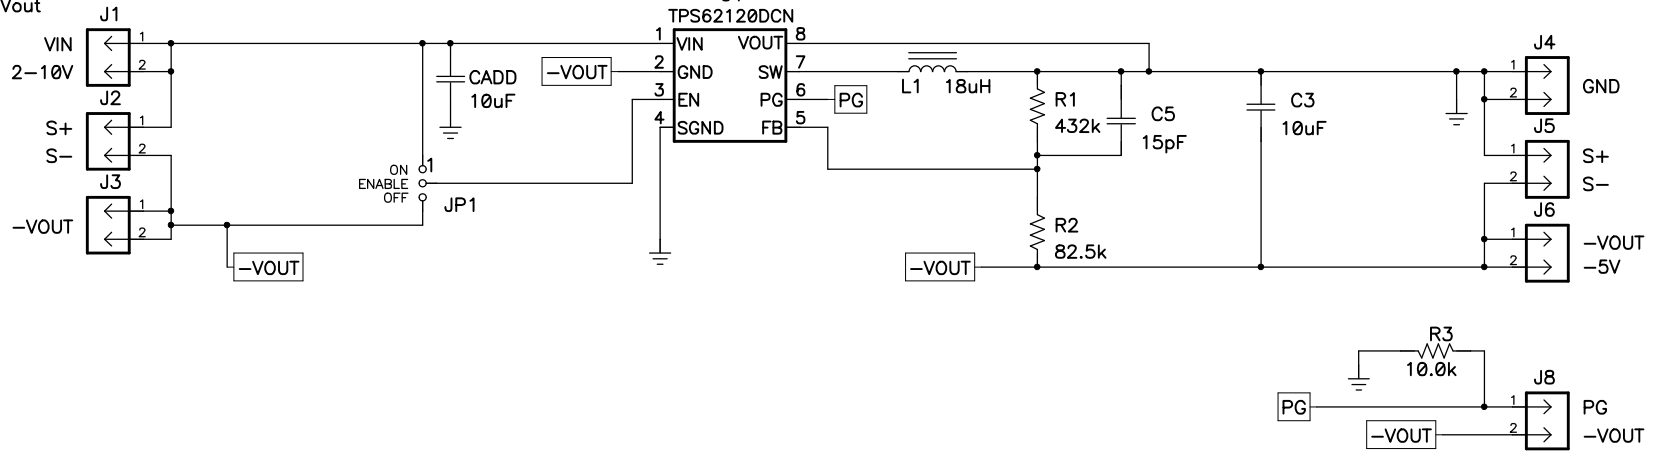 Vout
TPS62120DCN
J1
VIN
2-10V
1
2
J2
S+
S-
1
2
J3
-VOUT
1
2
-VOUT
ON
ENABLE
OFF
1
JP1
CADD
10uF
-VOUT
1
2
3
4
VIN
GND
EN
SGND
VOUT
SW
PG
FB
8
7
6
5
PG
L1 18uH
R1
432k
C5
15pF
R2
82.5k
C3
10uF
-VOUT
J4
1
2
GND
J5
1
2
S+
S-
J6
1
2
-VOUT
-5V
R3
10.0k
J8
PG
1
PG
-VOUT
2
-VOUT